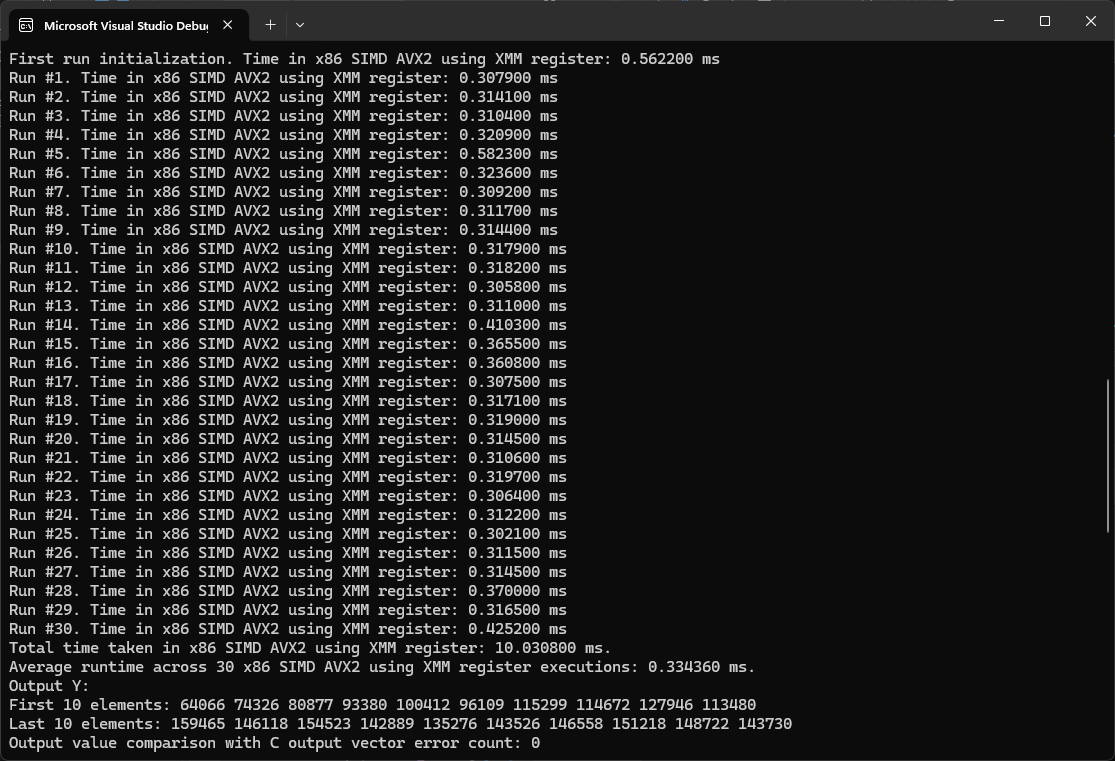 Microsoft Visual Studio Debug
First run initialization. Time in x86 SIMD AVX2 using XMM register: 0.562200 ms
Run #1. Time in x86 SIMD AVX2 using XMM register: 0.307900 ms
Run #2. Time in x86 SIMD AVX2 using XMM register: 0.314100 ms
Run #3. Time in x86 SIMD AVX2 using XMM register: 0.310400 ms
Run #4. Time in x86 SIMD AVX2 using XMM register: 0.320900 ms
Run #5. Time in x86 SIMD AVX2 using XMM register: 0.582300 ms
Run #6. Time in x86 SIMD AVX2 using XMM register: 0.323600 ms
Run #7. Time in x86 SIMD AVX2 using XMM register: 0.309200 ms
Run #8. Time in x86 SIMD AVX2 using XMM register: 0.311700 ms
Run #9. Time in x86 SIMD AVX2 using XMM register: 0.314400 ms
Run #10. Time in x86 SIMD AVX2 using XMM register: 0.317900 ms
Run #11. Time in x86 SIMD AVX2 using XMM register: 0.318200 ms
Run #12. Time in x86 SIMD AVX2 using XMM register: 0.305800 ms
Run #13. Time in x86 SIMD AVX2 using XMM register: 0.311000 ms
Run #14. Time in x86 SIMD AVX2 using XMM register: 0.410300 ms
Run #15. Time in x86 SIMD AVX2 using XMM register: 0.365500 ms
Run #16. Time in x86 SIMD AVX2 using XMM register: 0.360800 ms
Run #17. Time in x86 SIMD AVX2 using XMM register: 0.307500 ms
Run #18. Time in x86 SIMD AVX2 using XMM register: 0.317100 ms
Run #19. Time in x86 SIMD AVX2 using XMM register: 0.319000 ms
Run #20. Time in x86 SIMD AVX2 using XMM register: 0.314500 ms
Run #21. Time in x86 SIMD AVX2 using XMM register: 0.310600 ms
Run #22. Time in x86 SIMD AVX2 using XMM register: 0.319700 ms
Run #23. Time in x86 SIMD AVX2 using XMM register: 0.306400 ms
Run #24. Time in x86 SIMD AVX2 using XMM register: 0.312200 ms
Run #25. Time in x86 SIMD AVX2 using XMM register: 0.302100 ms
Run #26. Time in x86 SIMD AVX2 using XMM register: 0.311500 ms
Run #27. Time in x86 SIMD AVX2 using XMM register: 0.314500 ms
Run #28. Time in x86 SIMD AVX2 using XMM register: 0.370000 ms
Run #29. Time in x86 SIMD AVX2 using XMM register: 0.316500 ms
Run #30. Time in x86 SIMD AVX2 using XMM register: 0.425200 ms
Total time taken in x86 SIMD AVX2 using XMM register: 10.030800 ms.
Average runtime across 30 x86 SIMD AVX2 using XMM register executions: 0.334360 ms.
Output Y:
First 10 elements: 64066 74326 80877 93380 100412 96109 115299 114672 127946 113480
Last 10 elements: 159465 146118 154523 142889 135276 143526 146558 151218 148722 143730
Output value comparison with C output vector error count: 0